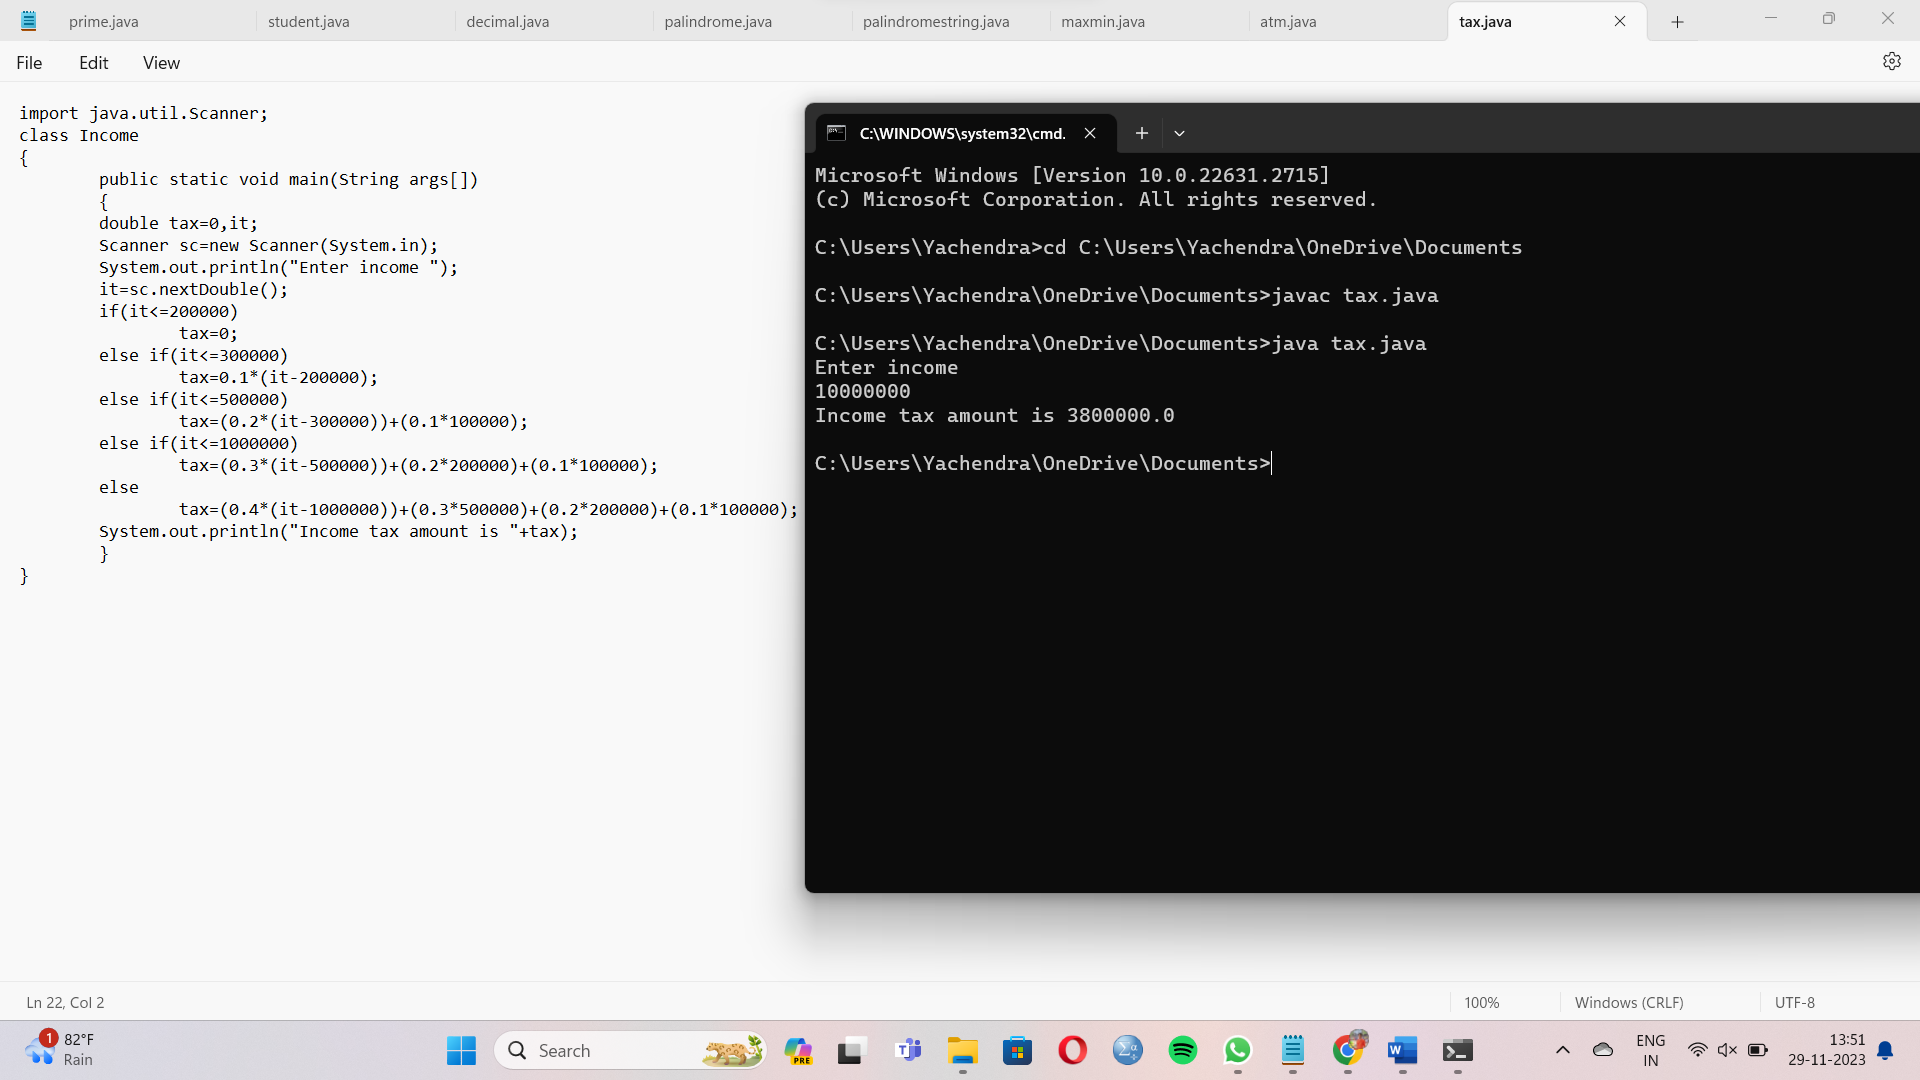 prime.java
student.java
decimal.java
palindrome.java
palindromestring.java
maxmin.java
atm.java
tax.java
File
Edit
View
import java.util.Scanner;
class Income
{
public static void main(String args[])
{
double tax=0,it;
Scanner sc=new Scanner(System.in);
System.out.println("Enter income ");
it=sc.nextDouble();
if(it<=200000)
tax=0;
else if(it<=300000)
tax=0.1*(it-200000);
else if(it<=500000)
tax=(0.2*(it-300000))+(0.1*100000);
else if(it<=1000000)
tax=(0.3*(it-500000))+(0.2*200000)+(0.1*100000);
else
tax=(0.4*(it-1000000))+(0.3*500000)+(0.2*200000)+(0.1*100000);
System.out.println("Income tax amount is "+tax);
}
}
C:\WINDOWS\system32\cmd.
Microsoft Windows [Version 10.0.22631.2715]
(c) Microsoft Corporation. All rights reserved.
C:\Users\Yachendra>cd C:\Users\Yachendra\OneDrive\Documents
C:\Users\Yachendra\OneDrive\Documents>javac tax.java
C:\Users\Yachendra\OneDrive\Documents>java tax.java
Enter income
10000000
Income tax amount is 3800000.0
C:\Users\Yachendra\OneDrive\Documents>
Ln 22, Col 2
100%
Windows (CRLF)
UTF-8
1
82°F
Rain
Search
PRE
ENG
IN
13:51
29-11-2023